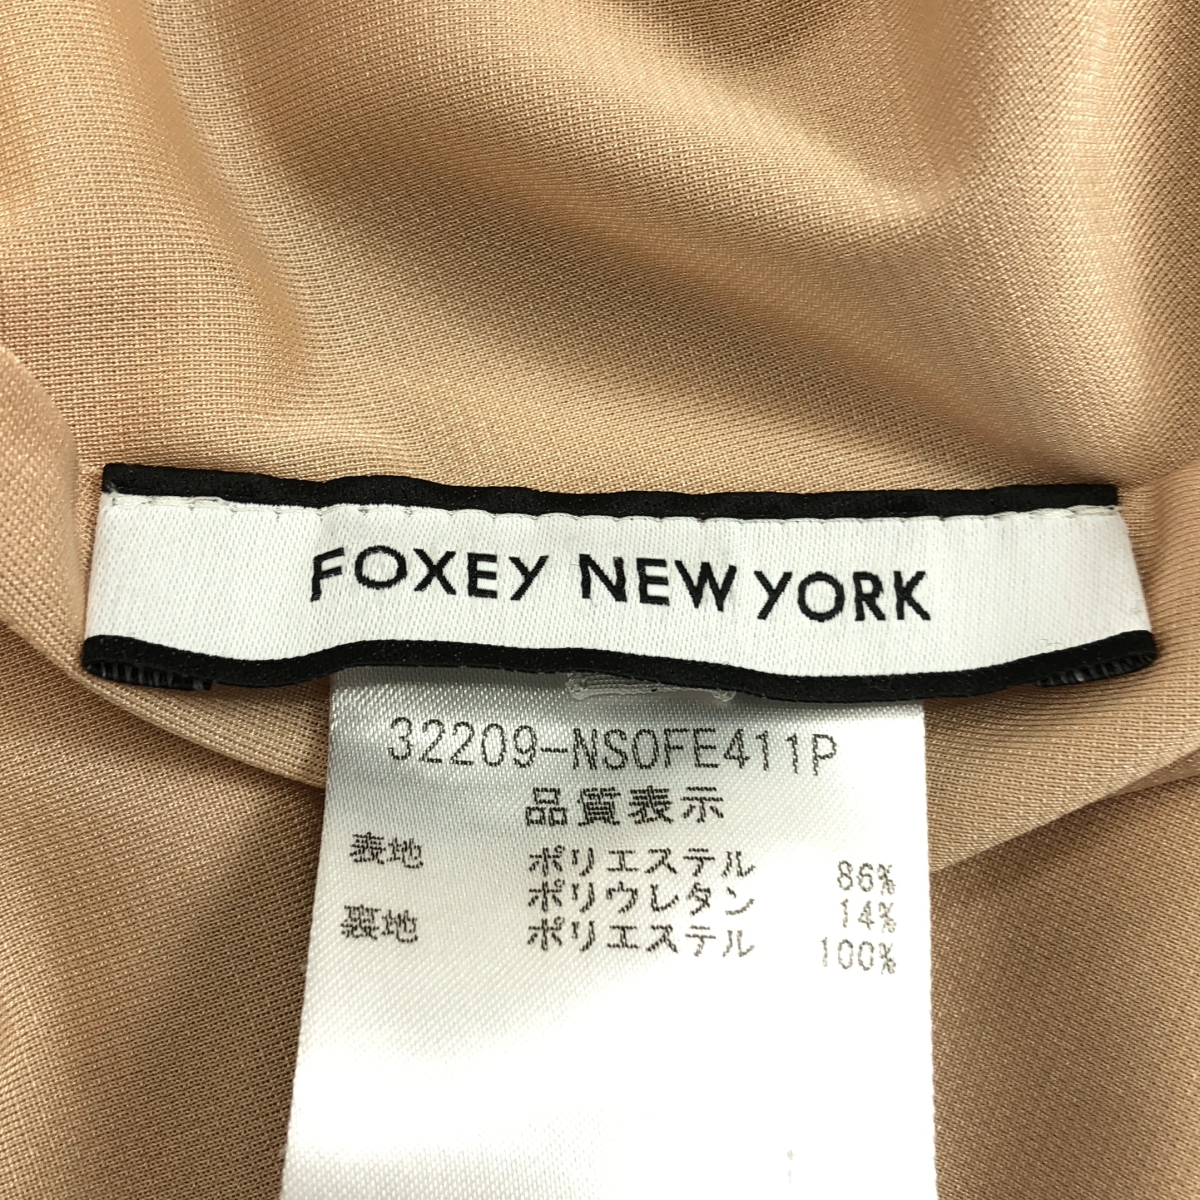 FOXEY NEW YORK
32209-NSOFE411P
品質表示
表地 ポリエステル 86%
ポリウレタン 14%
裏地 ポリエステル 100%